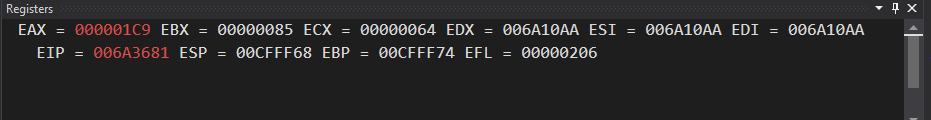 Registers
EAX = 000001C9 EBX = 00000085 ECX = 00000064 EDX = 006A10AA ESI = 006A10AA EDI = 006A10AA
EIP = 006A3681 ESP = 00CFFF68 EBP = 00CFFF74 EFL = 00000206